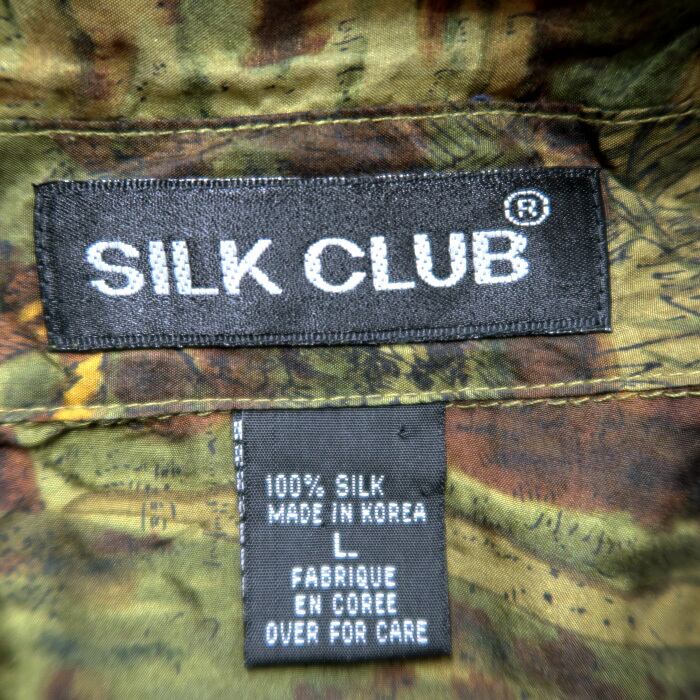 SILK CLUB®
100% SILK
MADE IN KOREA
L
FABRIQUE
EN COREE
OVER FOR CARE